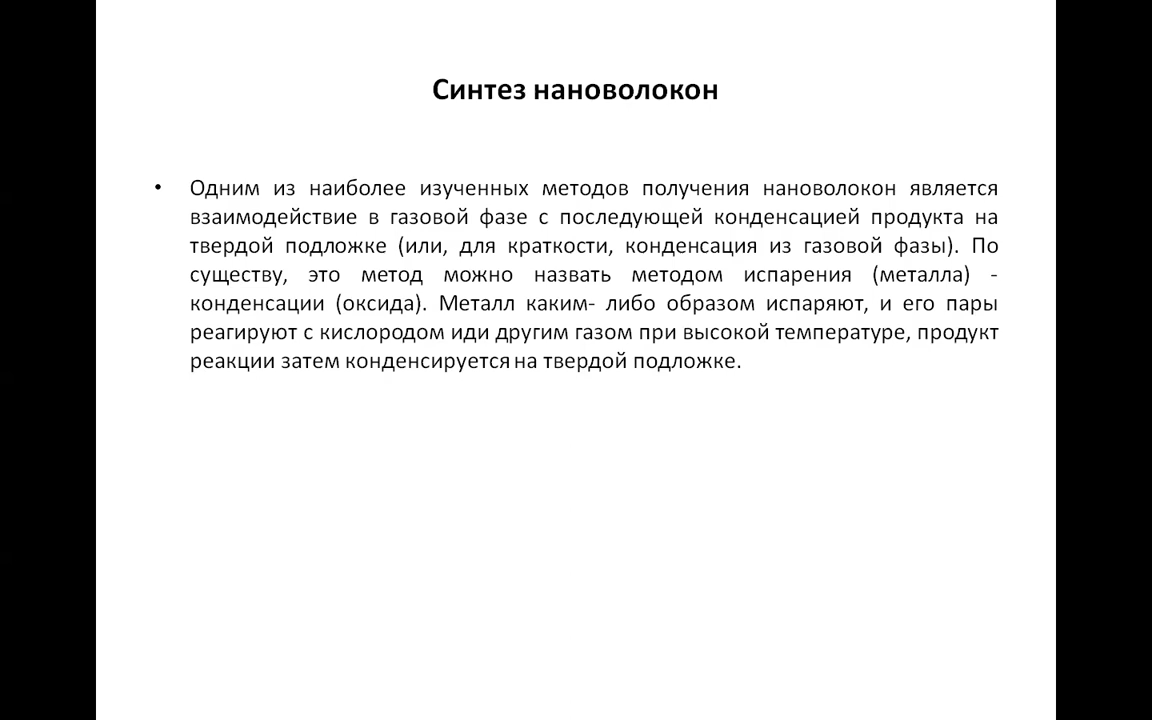 Синтез нановолокон
• Одним из наиболее изученных методов получения нановолокон является
взаимодействие в газовой фазе с последующей конденсацией продукта на
твердой подложке (или, для краткости, конденсация из газовой фазы). По
существу, это метод можно назвать методом испарения (металла) -
конденсации (оксида). Металл каким- либо образом испаряют, и его пары
реагируют с кислородом иди другим газом при высокой температуре, продукт
реакции затем конденсируется на твердой подложке.